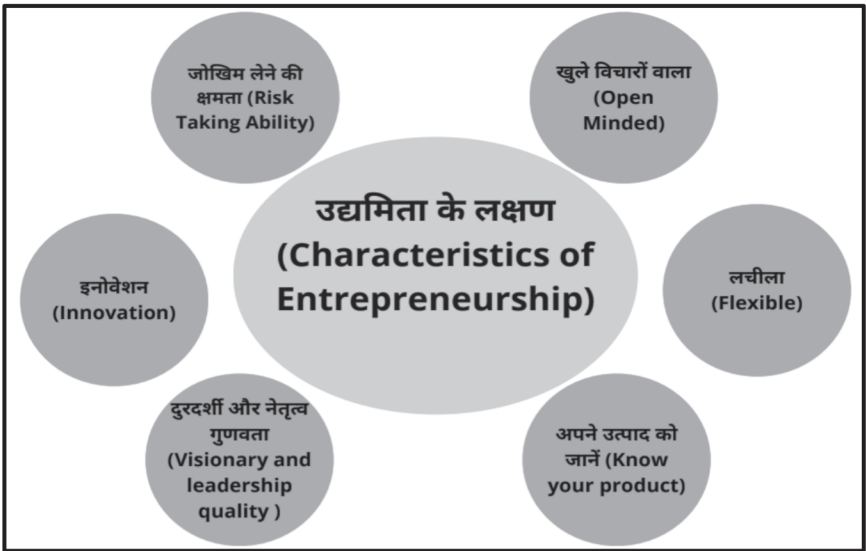 उद्यमिता के लक्षण
(Characteristics of
Entrepreneurship)
जोखिम लेने की
क्षमता (Risk
Taking Ability)
खुले विचारों वाला
(Open
Minded)
इनोवेशन
(Innovation)
लचीला
(Flexible)
दुरदर्शी और नेतृत्व
गुणवता
(Visionary and
leadership
quality )
अपने उत्पाद को
जानें (Know
your product)